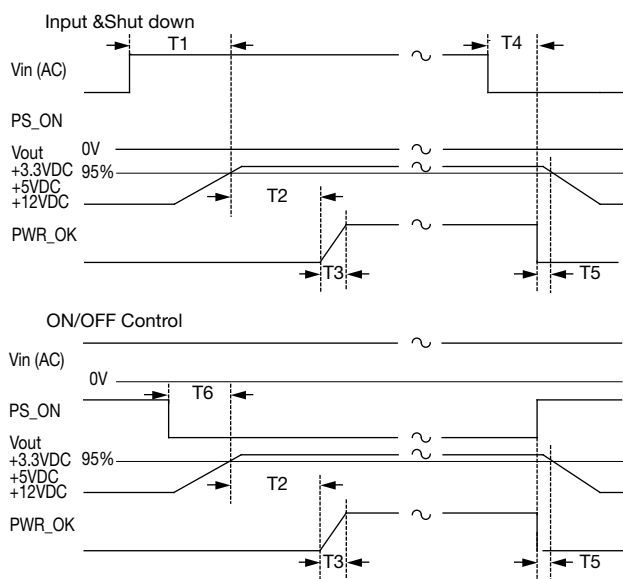 Input &Shut down
T1
T4
Vin (AC)
PS_ON
Vout 0V
+3.3VDC 95%
+5VDC
+12VDC
T2
PWR_OK
T3
T5
ON/OFF Control
Vin (AC)
0V
T6
PS_ON
Vout
+3.3VDC 95%
+5VDC
+12VDC
T2
PWR_OK
T3
T5